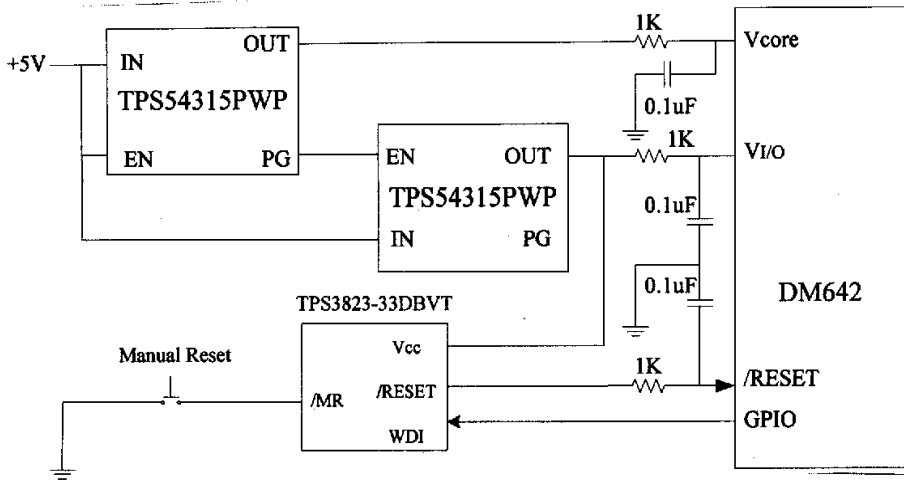 OUT
1K
Vcore
+5V
IN
TPS54315PWP
0.1uF
EN
PG
EN
OUT
1K
VI/O
TPS54315PWP
0.1uF
IN
PG
0.1uF
DM642
TPS3823-33DBVT
Vcc
Manual Reset
1K
/MR
/RESET
/RESET
WDI
GPIO